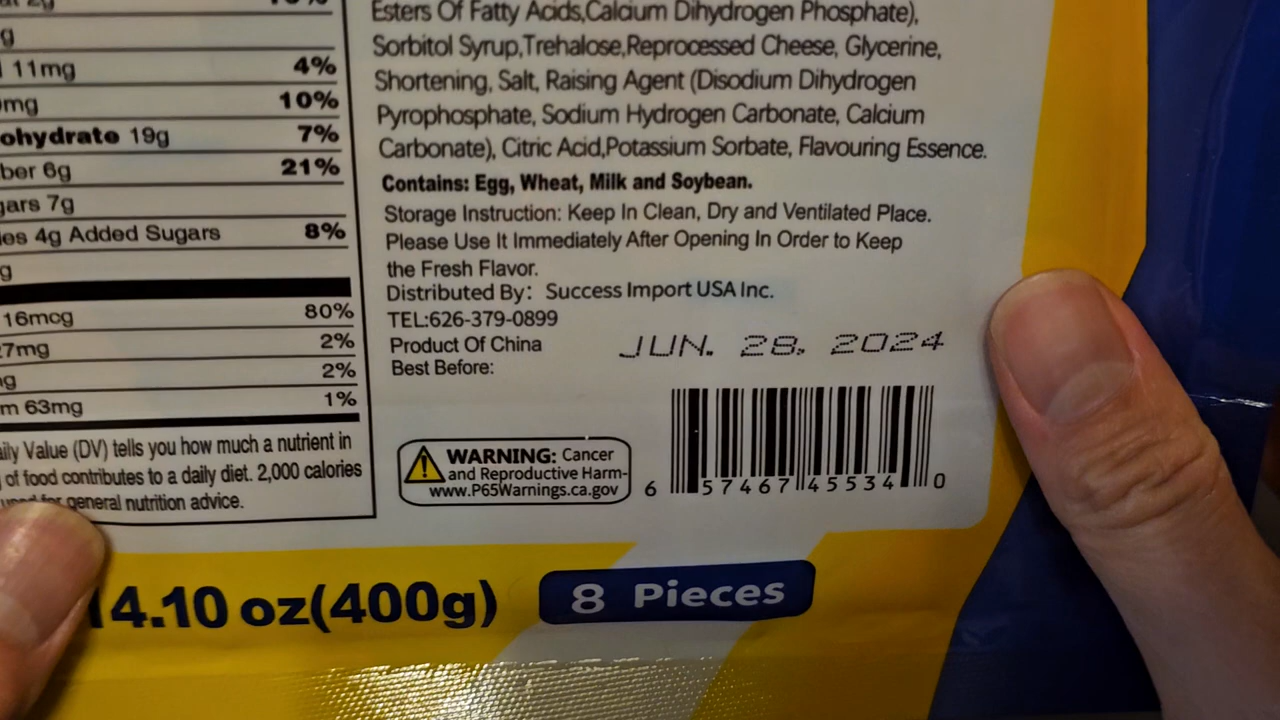 11mg 4%
mg 10%
ohydrate 19g 7%
ber 6g 21%
gars 7g
es 4g Added Sugars 8%
g
16mcg 80%
7mg 2%
g 2%
m 63mg 1%
aily Value (DV) tells you how much a nutrient in
of food contributes to a daily diet. 2,000 calories
general nutrition advice.
Esters Of Fatty Acids,Calcium Dihydrogen Phosphate),
Sorbitol Syrup,Trehalose,Reprocessed Cheese, Glycerine,
Shortening, Salt, Raising Agent (Disodium Dihydrogen
Pyrophosphate, Sodium Hydrogen Carbonate, Calcium
Carbonate), Citric Acid,Potassium Sorbate, Flavouring Essence.
Contains: Egg, Wheat, Milk and Soybean.
Storage Instruction: Keep In Clean, Dry and Ventilated Place.
Please Use It Immediately After Opening In Order to Keep
the Fresh Flavor.
Distributed By: Success Import USA Inc.
TEL:626-379-0899
Product Of China
Best Before:
JUN. 28, 2024
WARNING: Cancer
and Reproductive Harm-
www.P65Warnings.ca.gov
6 57467 45534 0
14.10 oz(400g)
8 Pieces